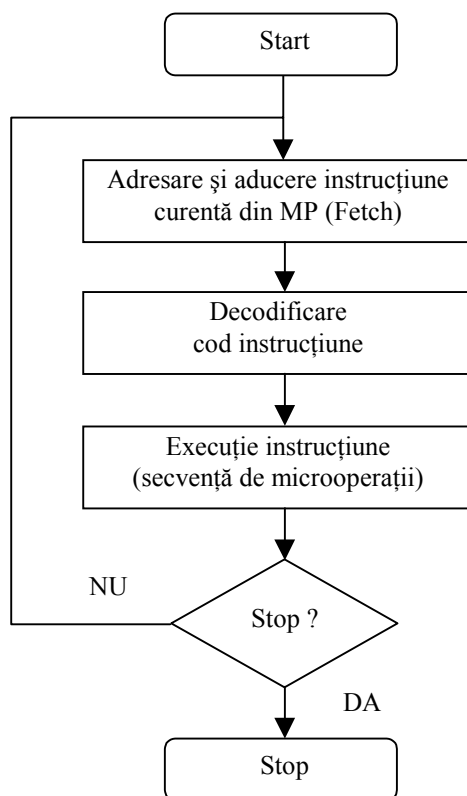 Start
Adresare şi aducere instrucţiune
curentă din MP (Fetch)
Decodificare
cod instrucţiune
Execuţie instrucţiune
(secvenţă de microoperaţii)
NU
Stop ?
DA
Stop